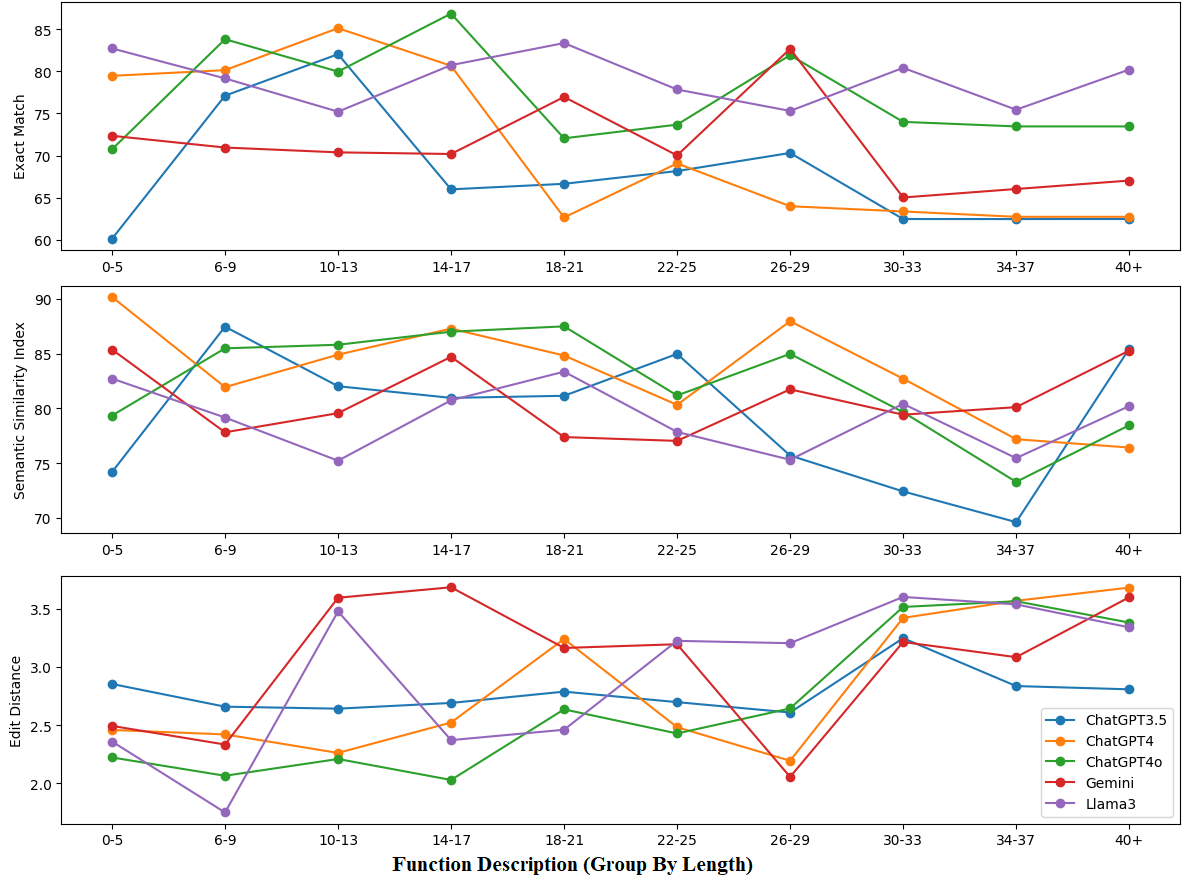 Exact Match
85
80
75
70
65
60
0-5 6-9 10-13 14-17 18-21 22-25 26-29 30-33 34-37 40+
Semantic Similarity Index
90
85
80
75
70
0-5 6-9 10-13 14-17 18-21 22-25 26-29 30-33 34-37 40+
Edit Distance
3.5
3.0
2.5
2.0
ChatGPT3.5
ChatGPT4
ChatGPT4o
Gemini
Llama3
0-5 6-9 10-13 14-17 18-21 22-25 26-29 30-33 34-37 40+
Function Description (Group By Length)